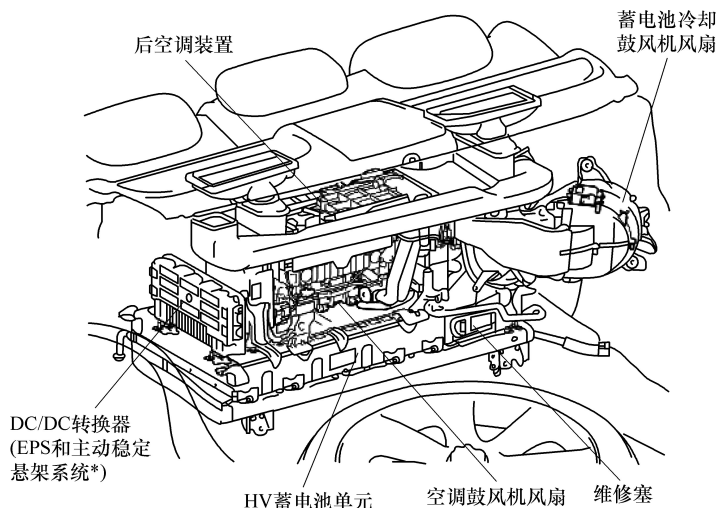 后空调装置
蓄电池冷却
鼓风机风扇
DC/DC转换器
(EPS和主动稳定
悬架系统*)
HV蓄电池单元
空调鼓风机风扇
维修塞